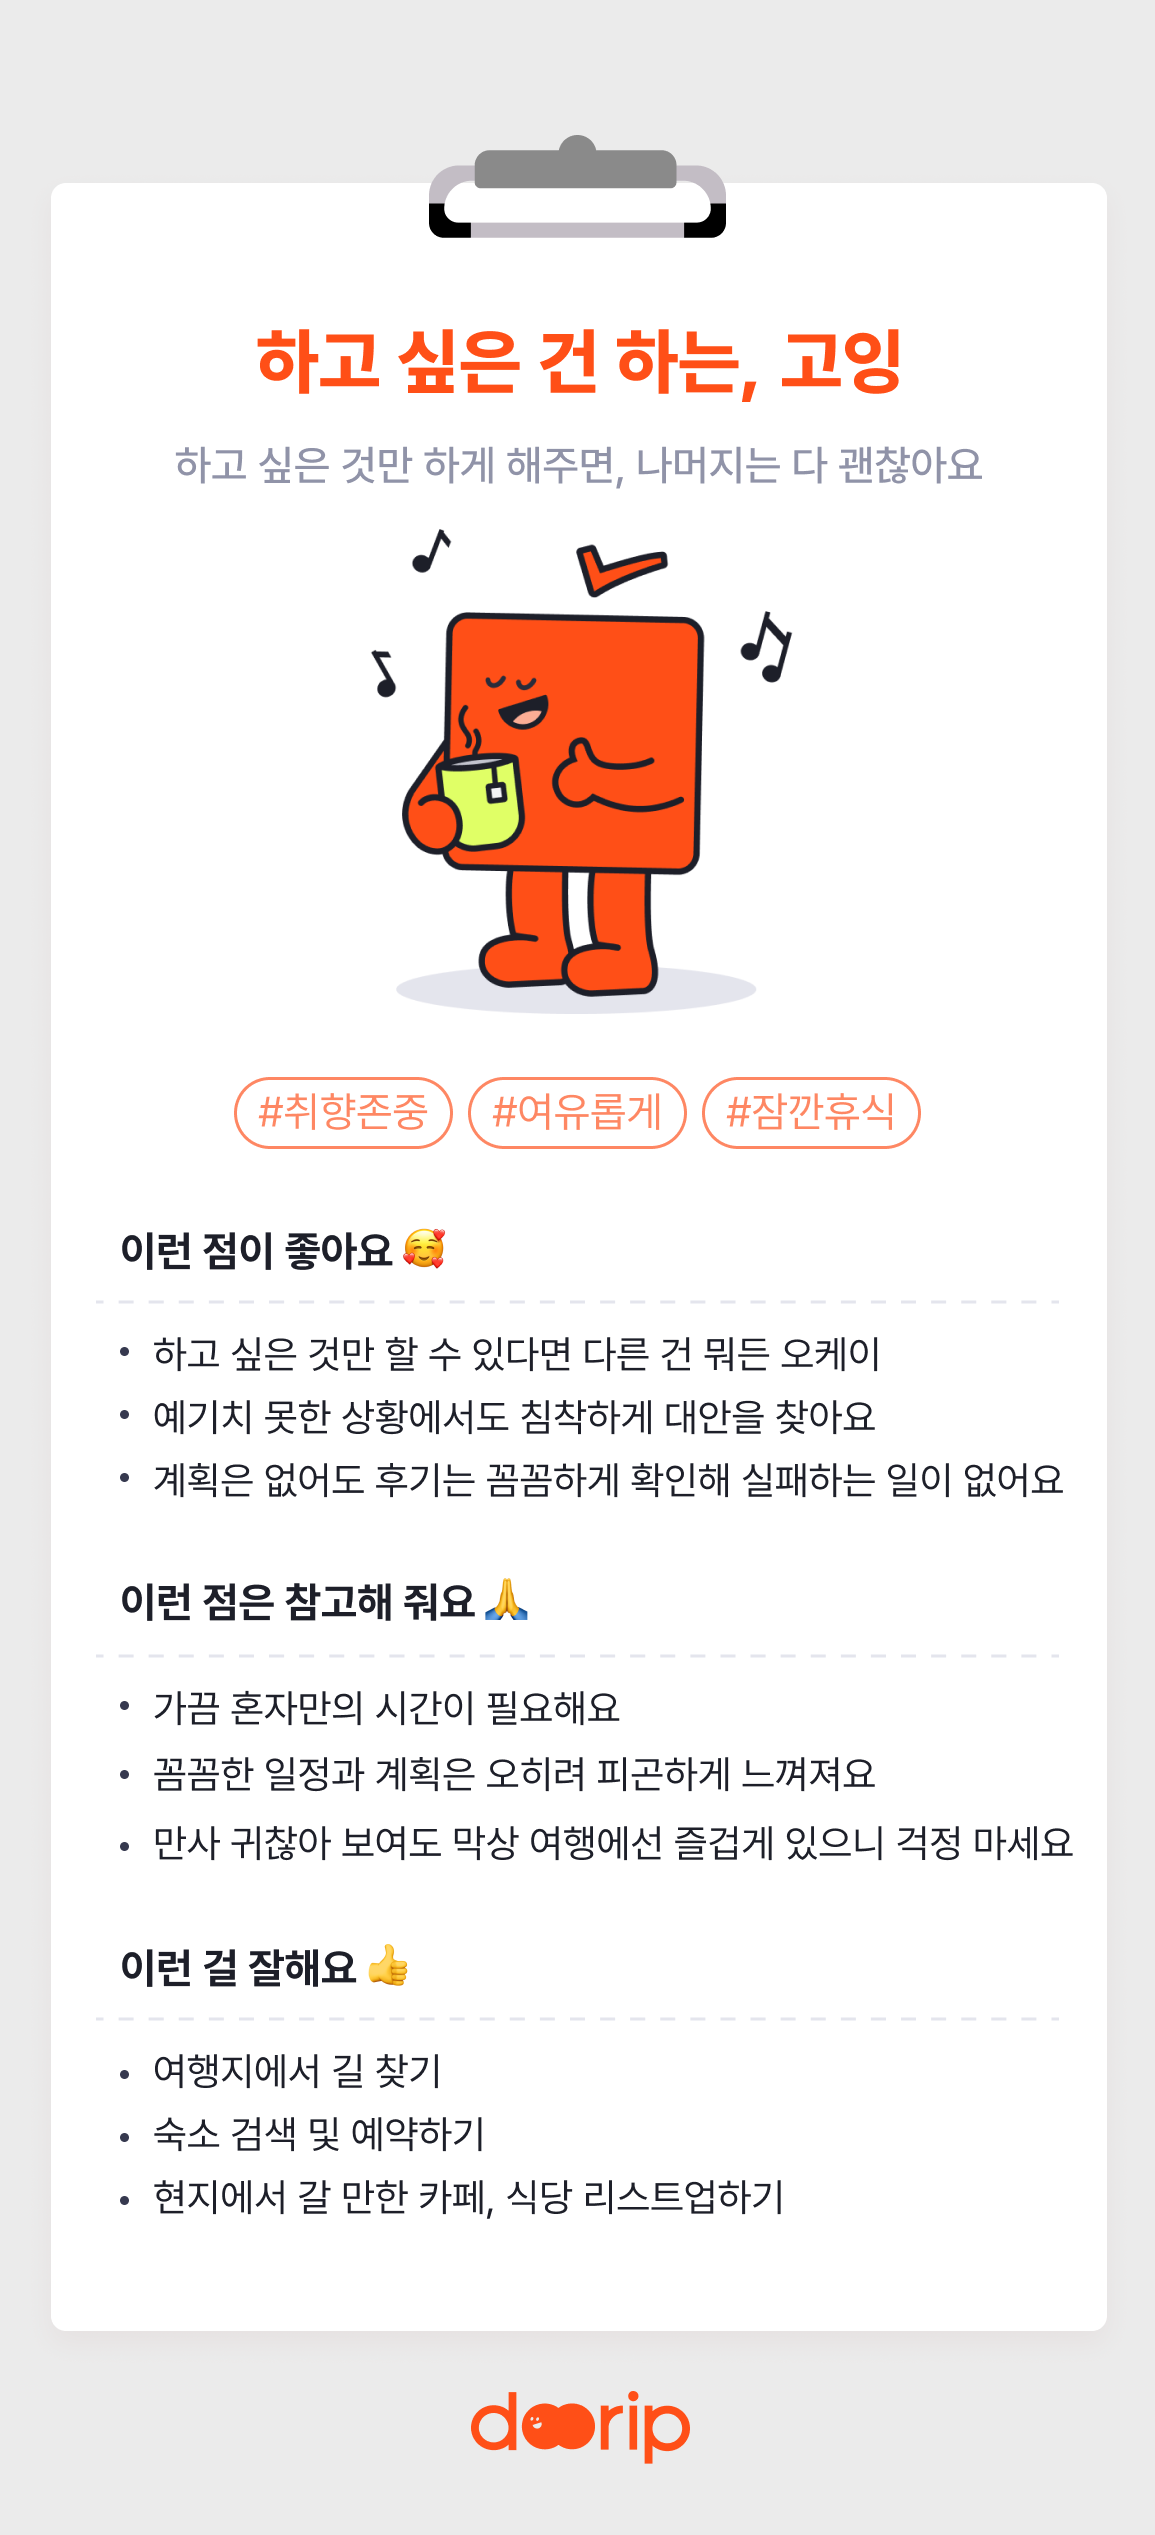 하고 싶은 건 하는, 고잉
하고 싶은 것만 하게 해주면, 나머지는 다 괜찮아요
#취향존중 #여유롭게 #잠깐휴식
이런 점이 좋아요 🥰
• 하고 싶은 것만 할 수 있다면 다른 건 뭐든 오케이
• 예기치 못한 상황에서도 침착하게 대안을 찾아요
• 계획은 없어도 후기는 꼼꼼하게 확인해 실패하는 일이 없어요
이런 점은 참고해 줘요 🙏
• 가끔 혼자만의 시간이 필요해요
• 꼼꼼한 일정과 계획은 오히려 피곤하게 느껴져요
• 만사 귀찮아 보여도 막상 여행에선 즐겁게 있으니 걱정 마세요
이런 걸 잘해요 👍
• 여행지에서 길 찾기
• 숙소 검색 및 예약하기
• 현지에서 갈 만한 카페, 식당 리스트업하기
doorip